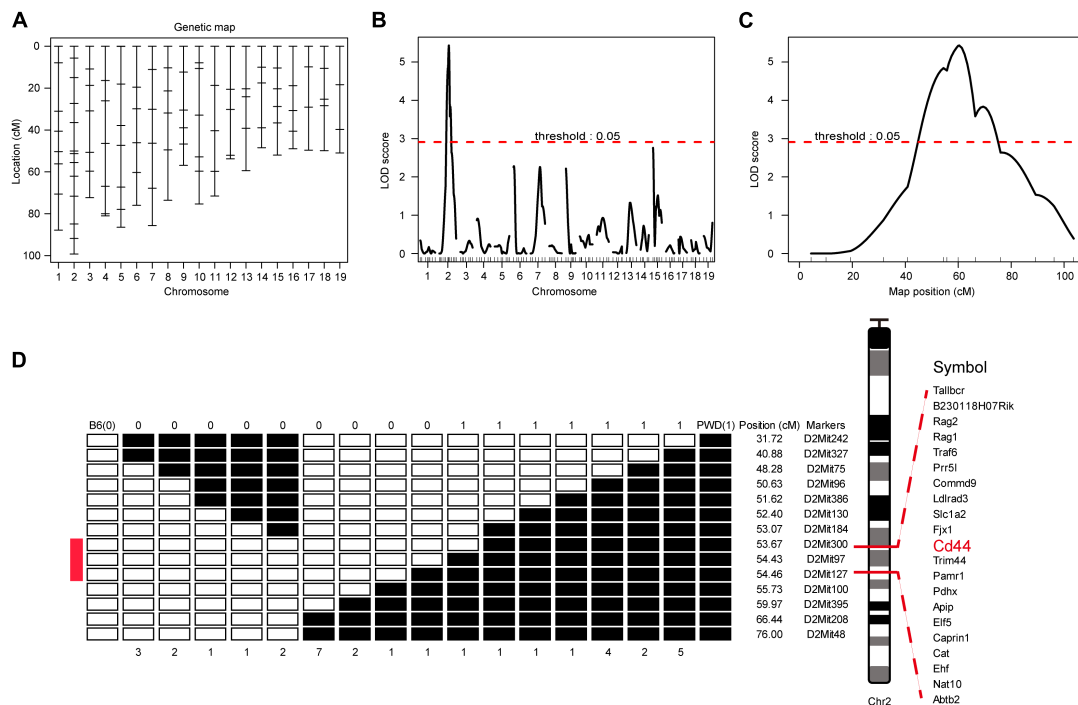 A
Genetic map
0
20
40
60
80
100
Location (cM)
1 2 3 4 5 6 7 8 9 10 11 12 13 14 15 16 17 18 19
Chromosome
B
5
4
3
2
1
0
LOD sccore
threshold : 0.05
1 2 3 4 5 6 7 8 9 10 11 12 13 14 15 16 17 18 19
Chromosome
C
5
4
3
2
1
0
LOD sccore
threshold : 0.05
0 20 40 60 80 100
Map position (cM)
D
B6(0) 0 0 0 0 0 0 0 0 1 1 1 1 1 1 1 PWD(1) Position (cM) Markers
31.72 D2Mit242
40.88 D2Mit327
48.28 D2Mit75
50.63 D2Mit96
51.62 D2Mit386
52.40 D2Mit130
53.07 D2Mit184
53.67 D2Mit300
54.43 D2Mit97
54.46 D2Mit127
55.73 D2Mit100
59.97 D2Mit395
66.44 D2Mit208
76.00 D2Mit48
3 2 1 1 2 7 2 1 1 1 1 1 1 4 2 5
Chr2
Symbol
Tallbcr
B230118H07Rik
Rag2
Rag1
Traf6
Prr5l
Commd9
Ldlrad3
Slc1a2
Fjx1
Cd44
Trim44
Pamr1
Pdhx
Apip
Elf5
Caprin1
Cat
Ehf
Nat10
Abtb2